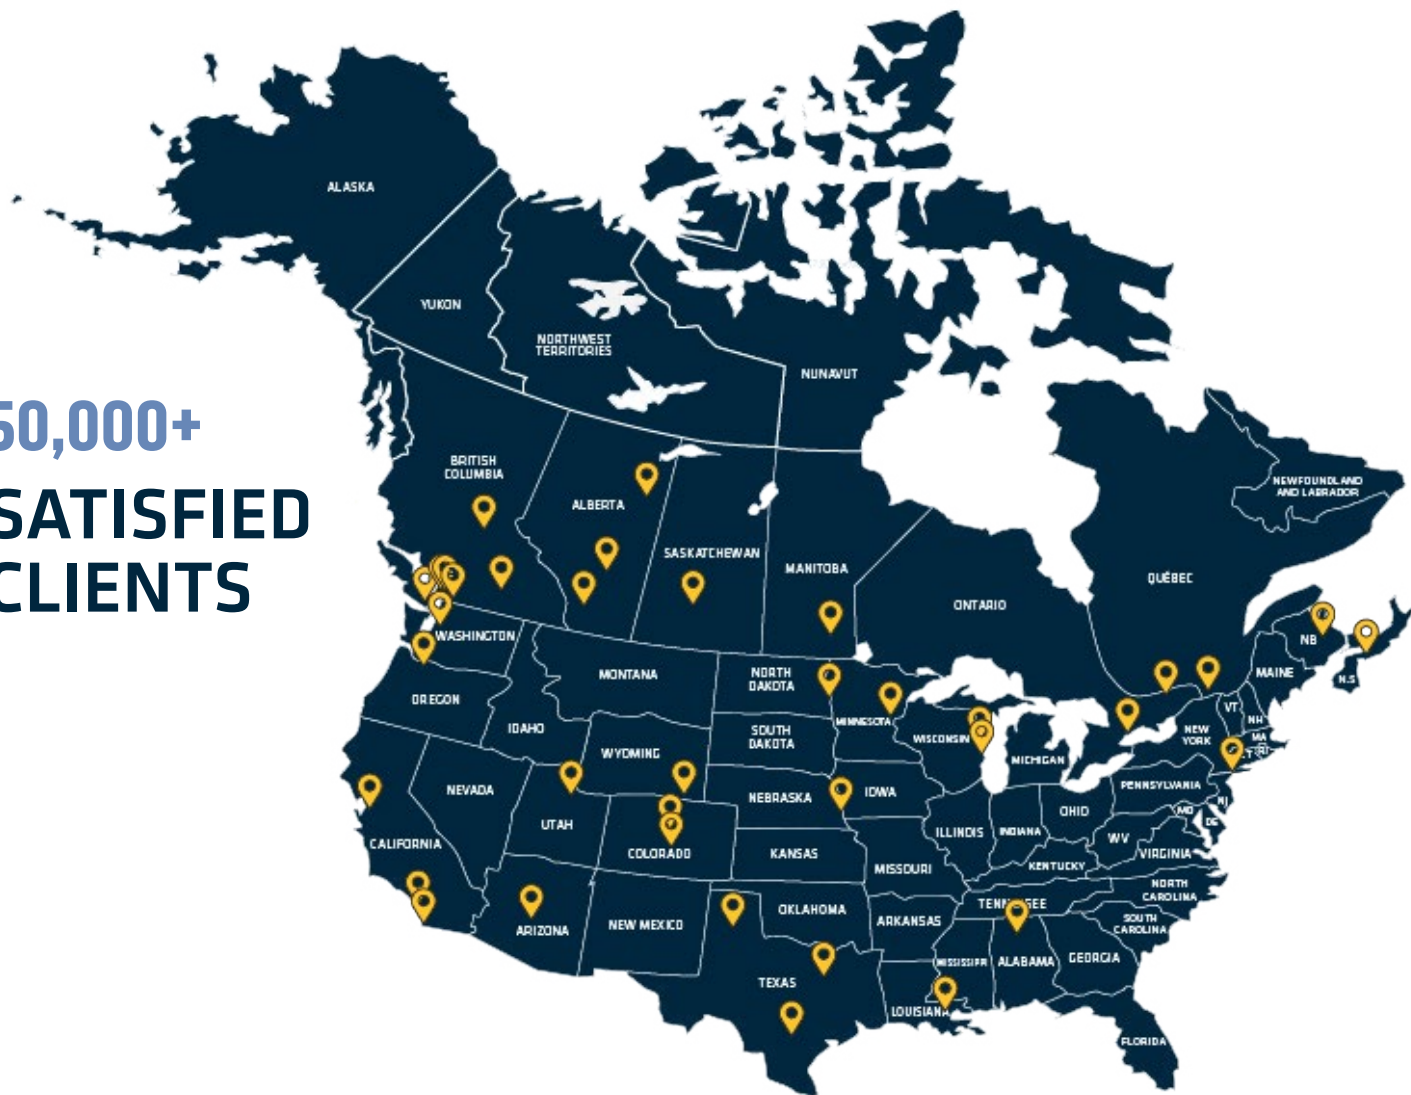 ALASKA
YUKON
NORTHWEST
TERRITORIES
NUNAVUT
50,000+
SATISFIED
CLIENTS
BRITISH
COLUMBIA
ALBERTA
SASKATCHEWAN
MANITOBA
ONTARIO
QUÉBEC
NEWFOUNDLAND
AND LABRADOR
NB
N.S
MAINE
WASHINGTON
OREGON
IDAHO
MONTANA
NORTH
DAKOTA
SOUTH
DAKOTA
MINNESOTA
WISCONSIN
MICHIGAN
NEW
YORK
VT
NH
MA
RI
WYOMING
NEVADA
UTAH
CALIFORNIA
COLORADO
NEBRASKA
IOWA
KANSAS
MISSOURI
ILLINOIS
INDIANA
OHIO
PENNSYLVANIA
NJ
MD
DE
WV
VIRGINIA
KENTUCKY
NORTH
CAROLINA
SOUTH
CAROLINA
ARIZONA
NEW MEXICO
OKLAHOMA
ARKANSAS
TEXAS
LOUISIANA
MISSISSIPPI
ALABAMA
GEORGIA
FLORIDA